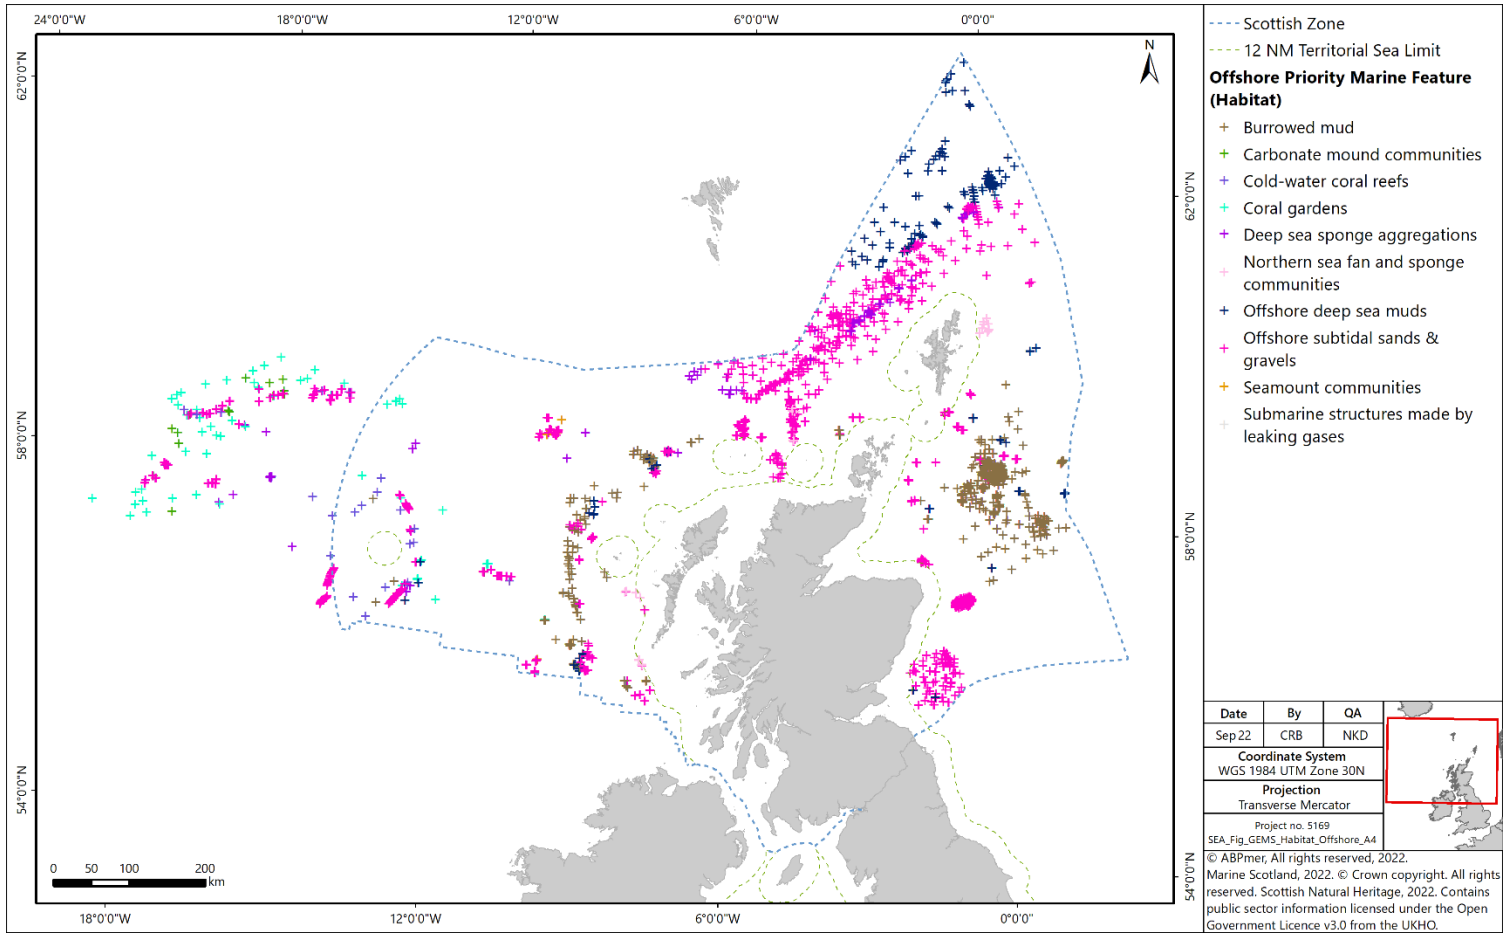 24°0'0"W
18°0'0"W
12°0'0"W
6°0'0"W
0°0'0"
62°0'0"N
58°0'0"N
54°0'0"N
N
62°0'0"N
58°0'0"N
54°0'0"N
0
50
100
200
km
18°0'0"W
12°0'0"W
6°0'0"W
0°0'0"
Scottish Zone
12 NM Territorial Sea Limit
Offshore Priority Marine Feature
(Habitat)
Burrowed mud
Carbonate mound communities
Cold-water coral reefs
Coral gardens
Deep sea sponge aggregations
Northern sea fan and sponge
communities
Offshore deep sea muds
Offshore subtidal sands &
gravels
Seamount communities
Submarine structures made by
leaking gases
Date
By
QA
Sep 22
CRB
NKD
Coordinate System
WGS 1984 UTM Zone 30N
Projection
Transverse Mercator
Project no. 5169
SEA_Fig_GEMS_Habitat_Offshore_A4
© ABPmer, All rights reserved, 2022.
Marine Scotland, 2022. © Crown copyright. All rights
reserved. Scottish Natural Heritage, 2022. Contains
public sector information licensed under the Open
Government Licence v3.0 from the UKHO.